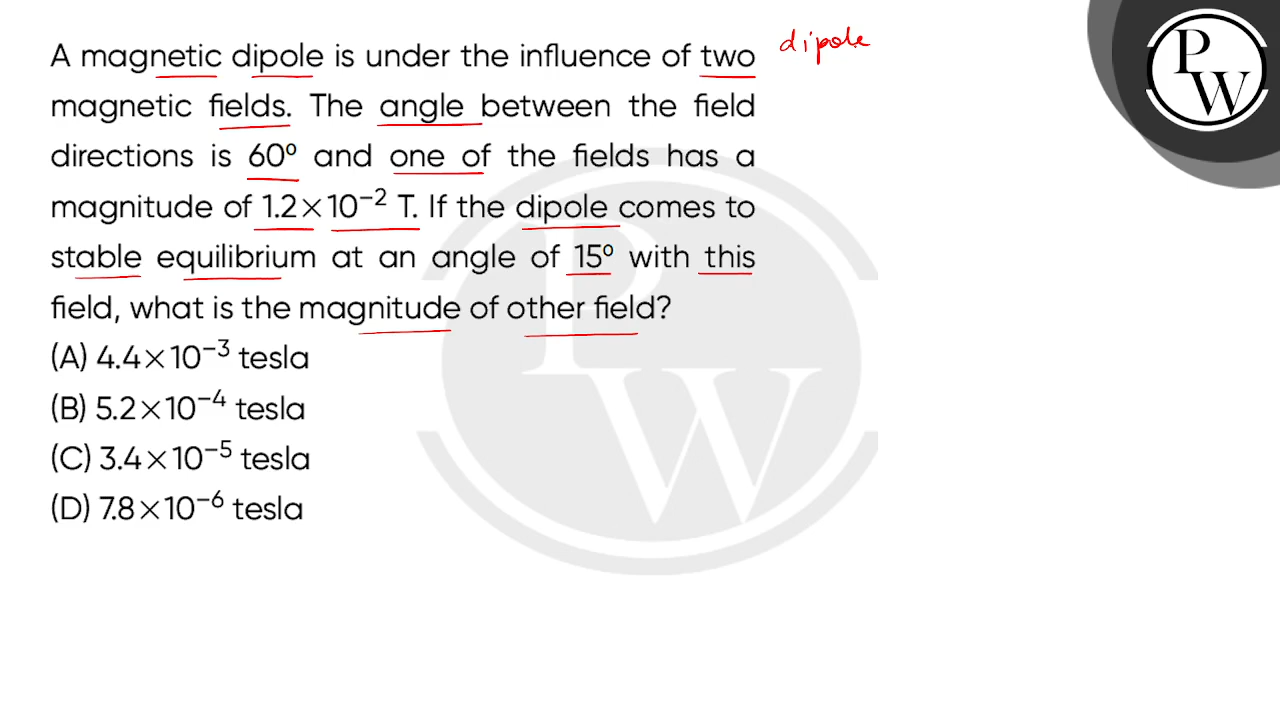 A magnetic dipole is under the influence of two
magnetic fields. The angle between the field
directions is 60º and one of the fields has a
magnitude of 1.2×10⁻² T. If the dipole comes to
stable equilibrium at an angle of 15º with this
field, what is the magnitude of other field?
(A) 4.4×10⁻³ tesla
(B) 5.2×10⁻⁴ tesla
(C) 3.4×10⁻⁵ tesla
(D) 7.8×10⁻⁶ tesla
dipole
P
W
P
W